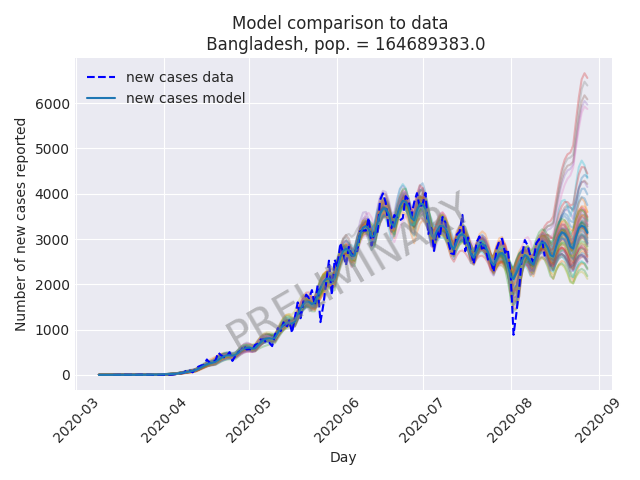 Model comparison to data
Bangladesh, pop. = 164689383.0
new cases data
new cases model
Number of new cases reported
6000
5000
4000
3000
2000
1000
0
PRELIMINARY
2020-03
2020-04
2020-05
2020-06
2020-07
2020-08
2020-09
Day